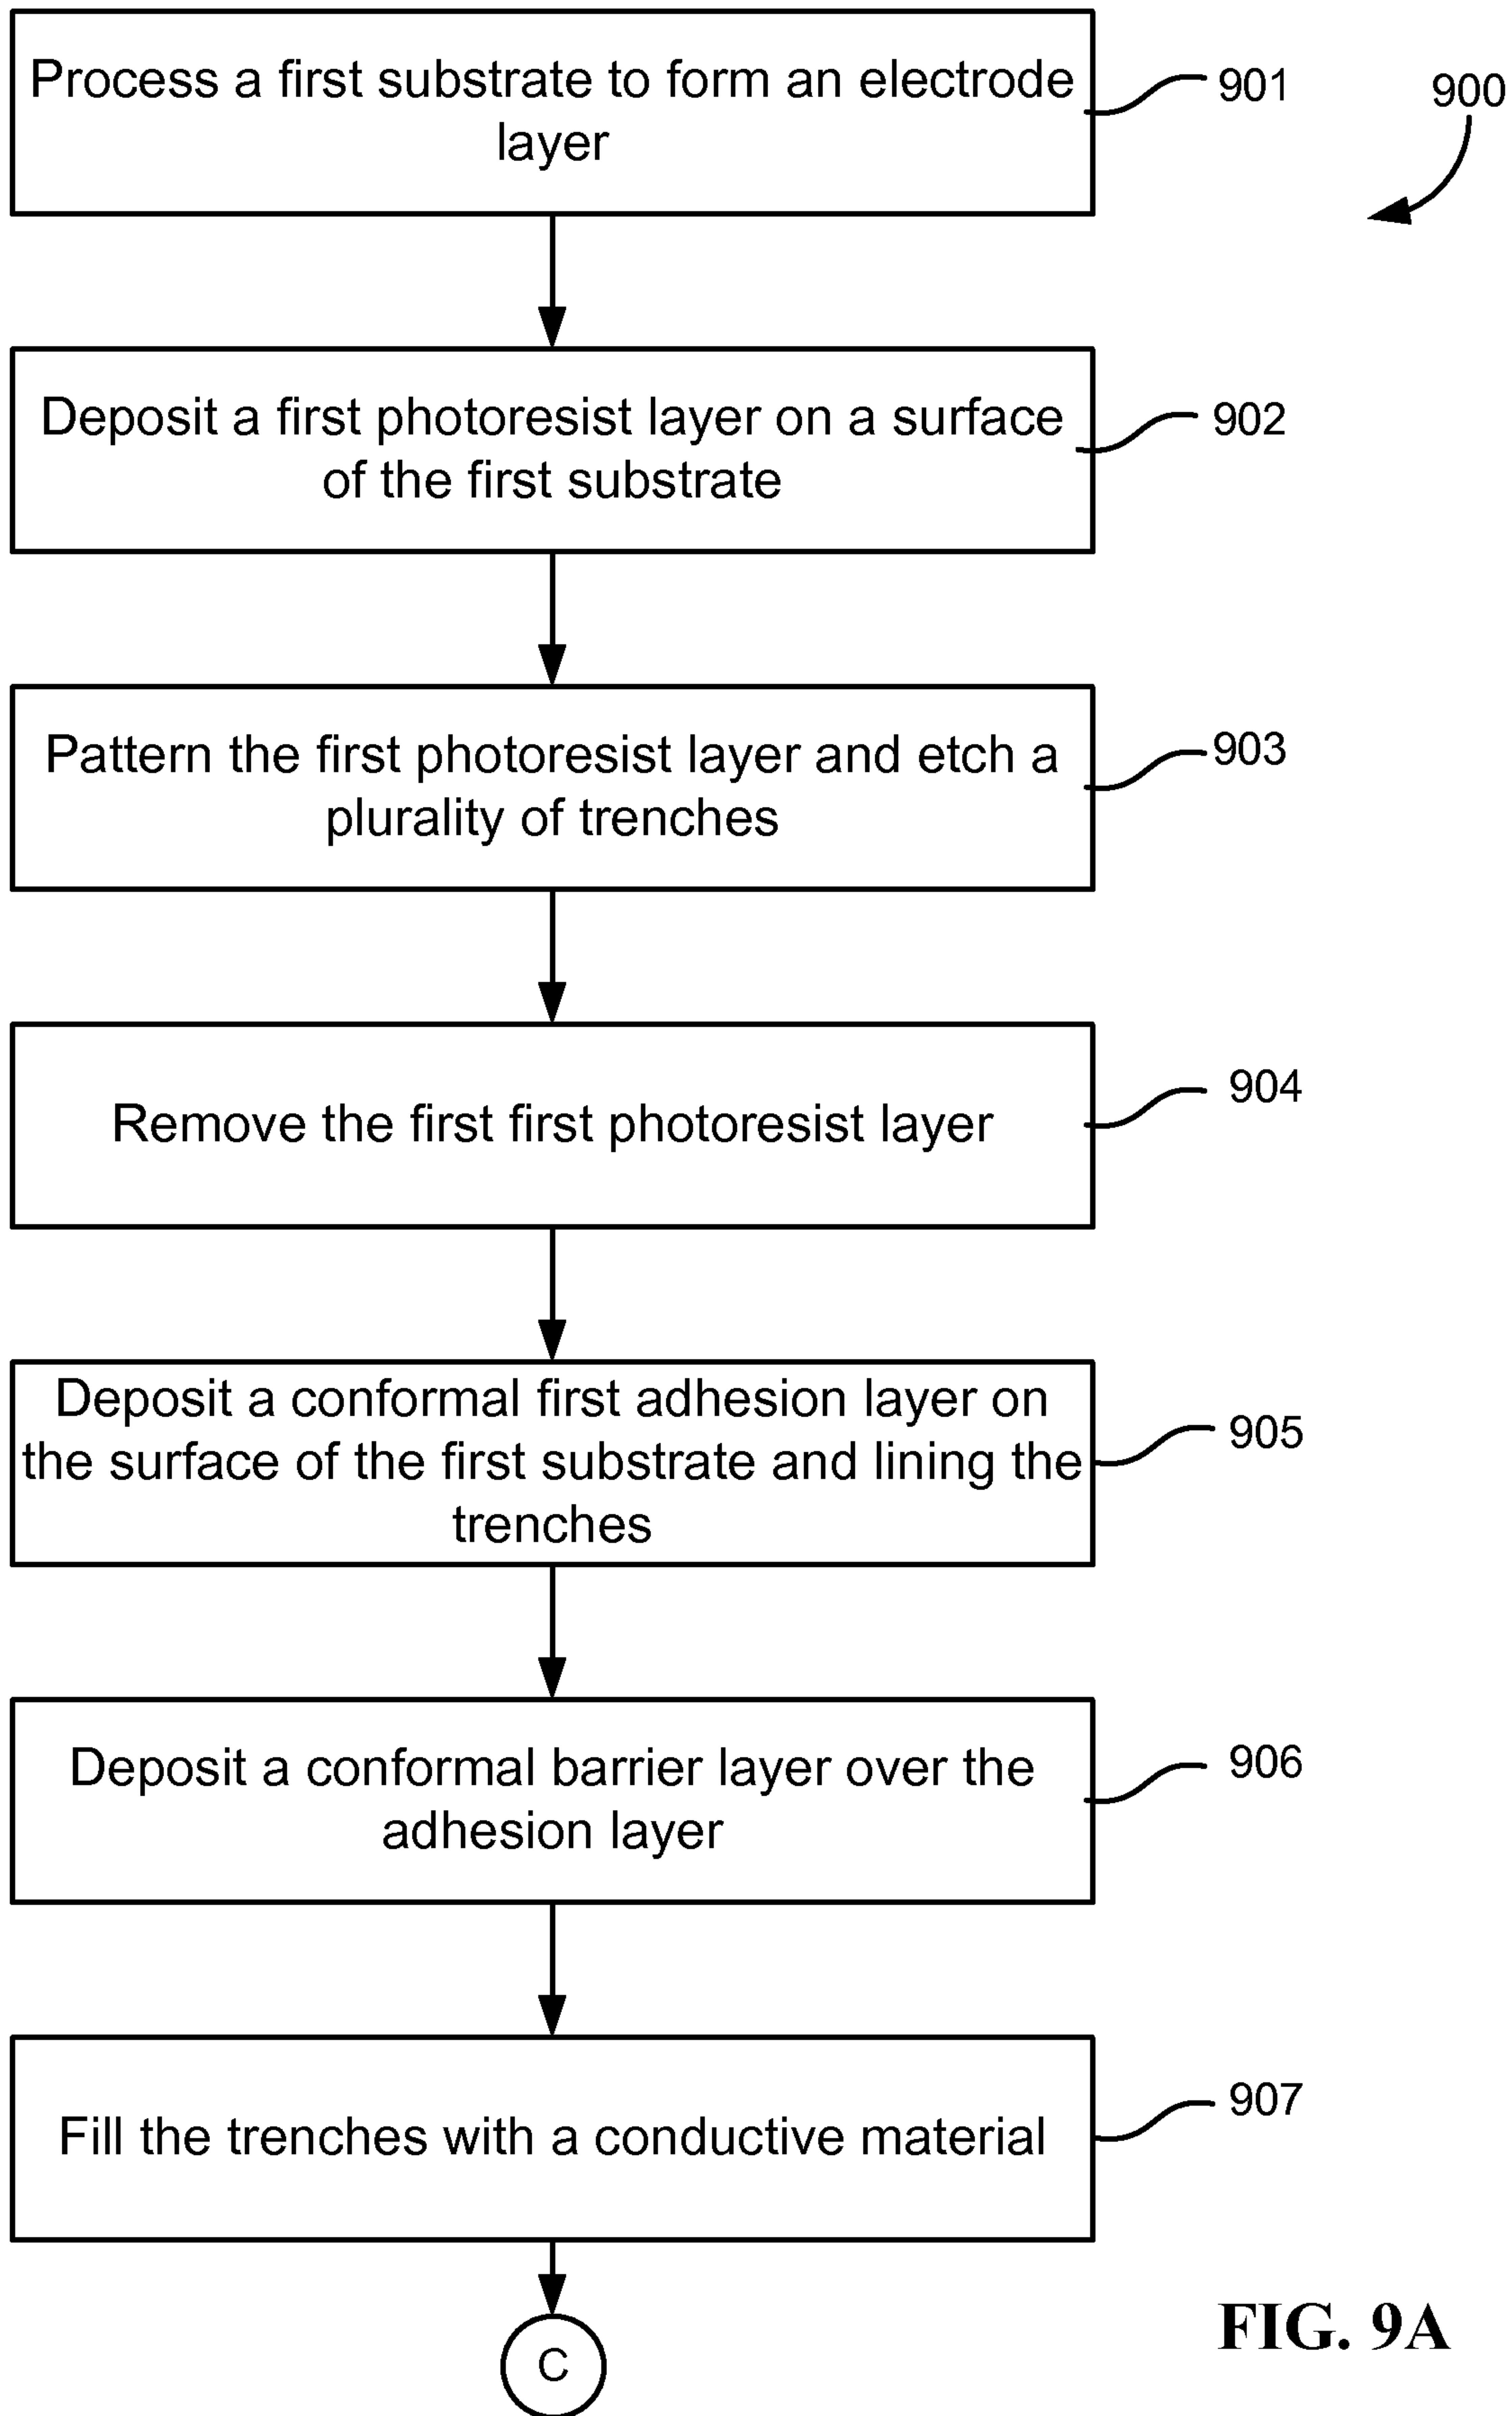 Process a first substrate to form an electrode
layer
901
900
Deposit a first photoresist layer on a surface
of the first substrate
902
Pattern the first photoresist layer and etch a
plurality of trenches
903
Remove the first first photoresist layer
904
Deposit a conformal first adhesion layer on
the surface of the first substrate and lining the
trenches
905
Deposit a conformal barrier layer over the
adhesion layer
906
Fill the trenches with a conductive material
907
C
FIG. 9A